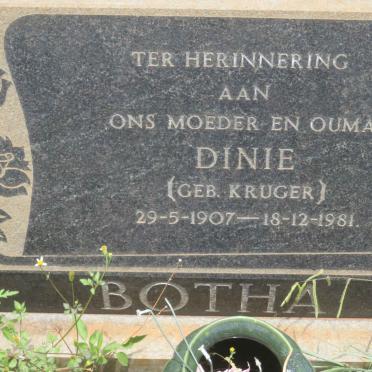 TER HERINNERING
AAN
ONS MOEDER EN OUMA
DINIE
(GEB. KRUGER)
29-5-1907 — 18-12-1981.
BOTHA